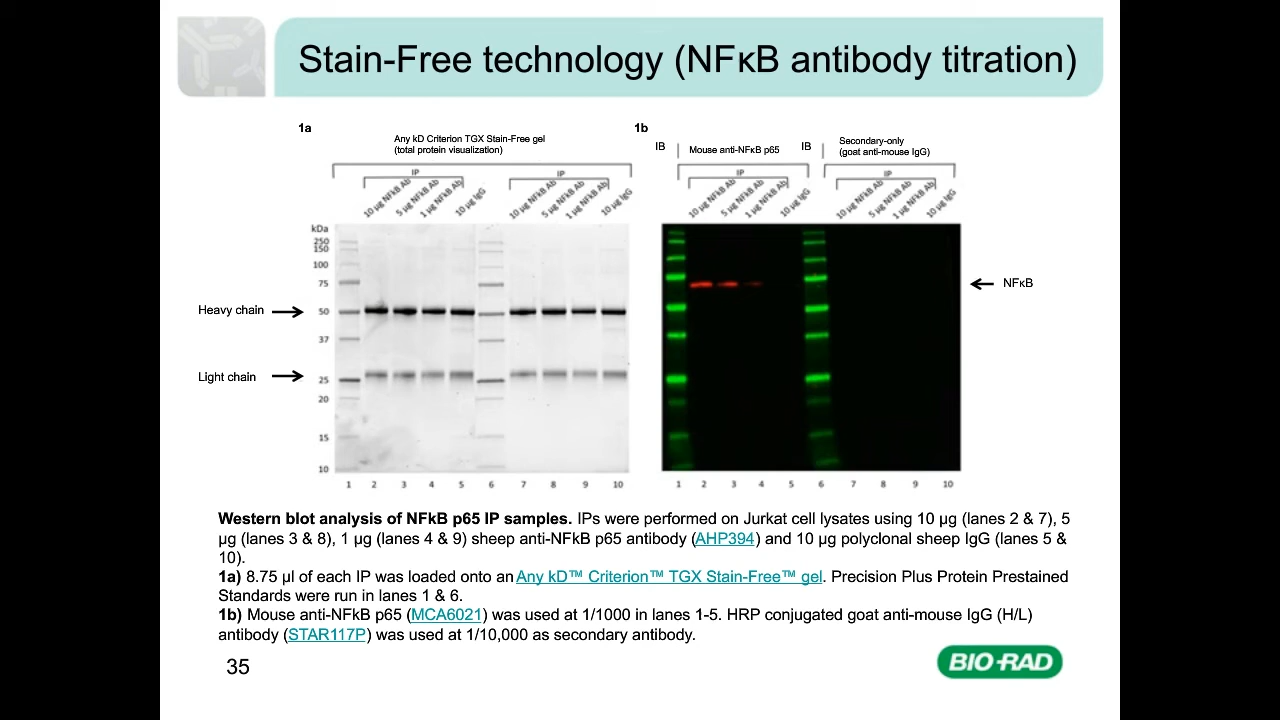 Stain-Free technology (NFκB antibody titration)
1a
Any kD Criterion TGX Stain-Free gel
(total protein visualization)
IP
IP
10 µg NFkB Ab
5 µg NFkB Ab
1 µg NFkB Ab
10 µg IgG
10 µg NFkB Ab
5 µg NFkB Ab
1 µg NFkB Ab
10 µg IgG
kDa
250
150
100
75
50
37
25
20
15
10
Heavy chain
Light chain
1 2 3 4 5 6 7 8 9 10
1b
IB
Mouse anti-NFκB p65
IB
Secondary-only
(goat anti-mouse IgG)
IP
IP
10 µg NFkB Ab
5 µg NFkB Ab
1 µg NFkB Ab
10 µg IgG
10 µg NFkB Ab
5 µg NFkB Ab
1 µg NFkB Ab
10 µg IgG
NFκB
1 2 3 4 5 6 7 8 9 10
Western blot analysis of NFkB p65 IP samples. IPs were performed on Jurkat cell lysates using 10 µg (lanes 2 & 7), 5
µg (lanes 3 & 8), 1 µg (lanes 4 & 9) sheep anti-NFkB p65 antibody (AHP394) and 10 µg polyclonal sheep IgG (lanes 5 &
10).
1a) 8.75 µl of each IP was loaded onto an Any kD™ Criterion™ TGX Stain-Free™ gel. Precision Plus Protein Prestained
Standards were run in lanes 1 & 6.
1b) Mouse anti-NFkB p65 (MCA6021) was used at 1/1000 in lanes 1-5. HRP conjugated goat anti-mouse IgG (H/L)
antibody (STAR117P) was used at 1/10,000 as secondary antibody.
35
BIO-RAD